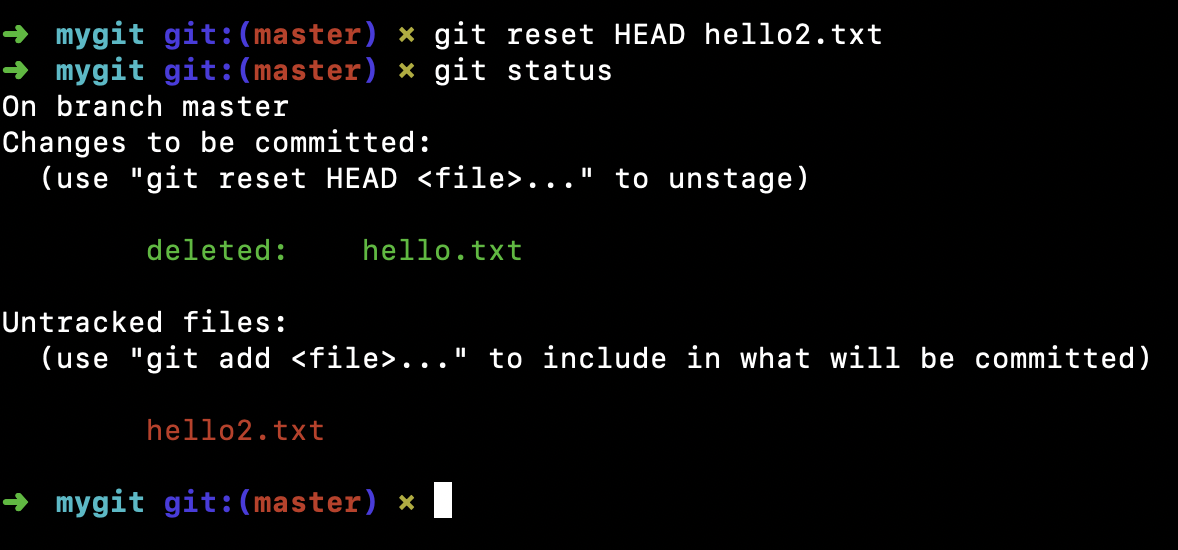 ➜  mygit git:(master) ✗ git reset HEAD hello2.txt
➜  mygit git:(master) ✗ git status
On branch master
Changes to be committed:
  (use "git reset HEAD <file>..." to unstage)
        deleted:    hello.txt
Untracked files:
  (use "git add <file>..." to include in what will be committed)
        hello2.txt
➜  mygit git:(master) ✗